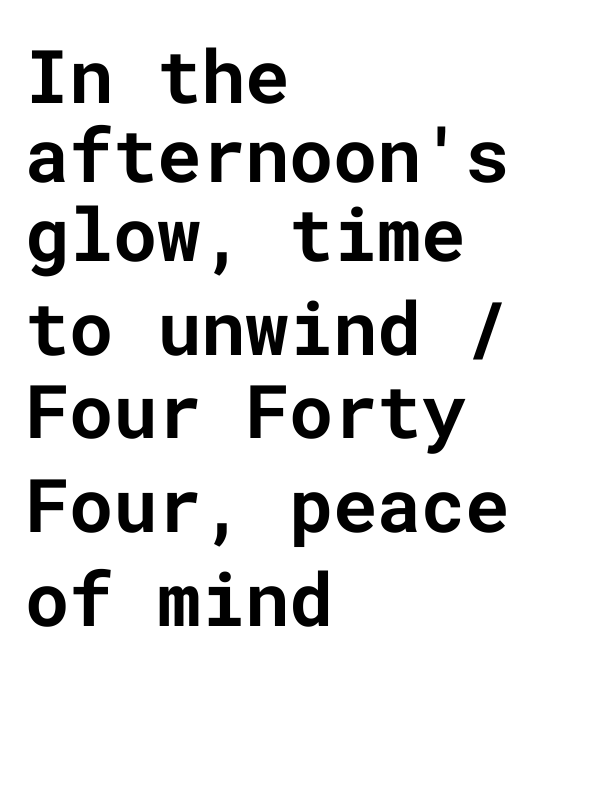 In the
afternoon's
glow, time
to unwind /
Four Forty
Four, peace
of mind